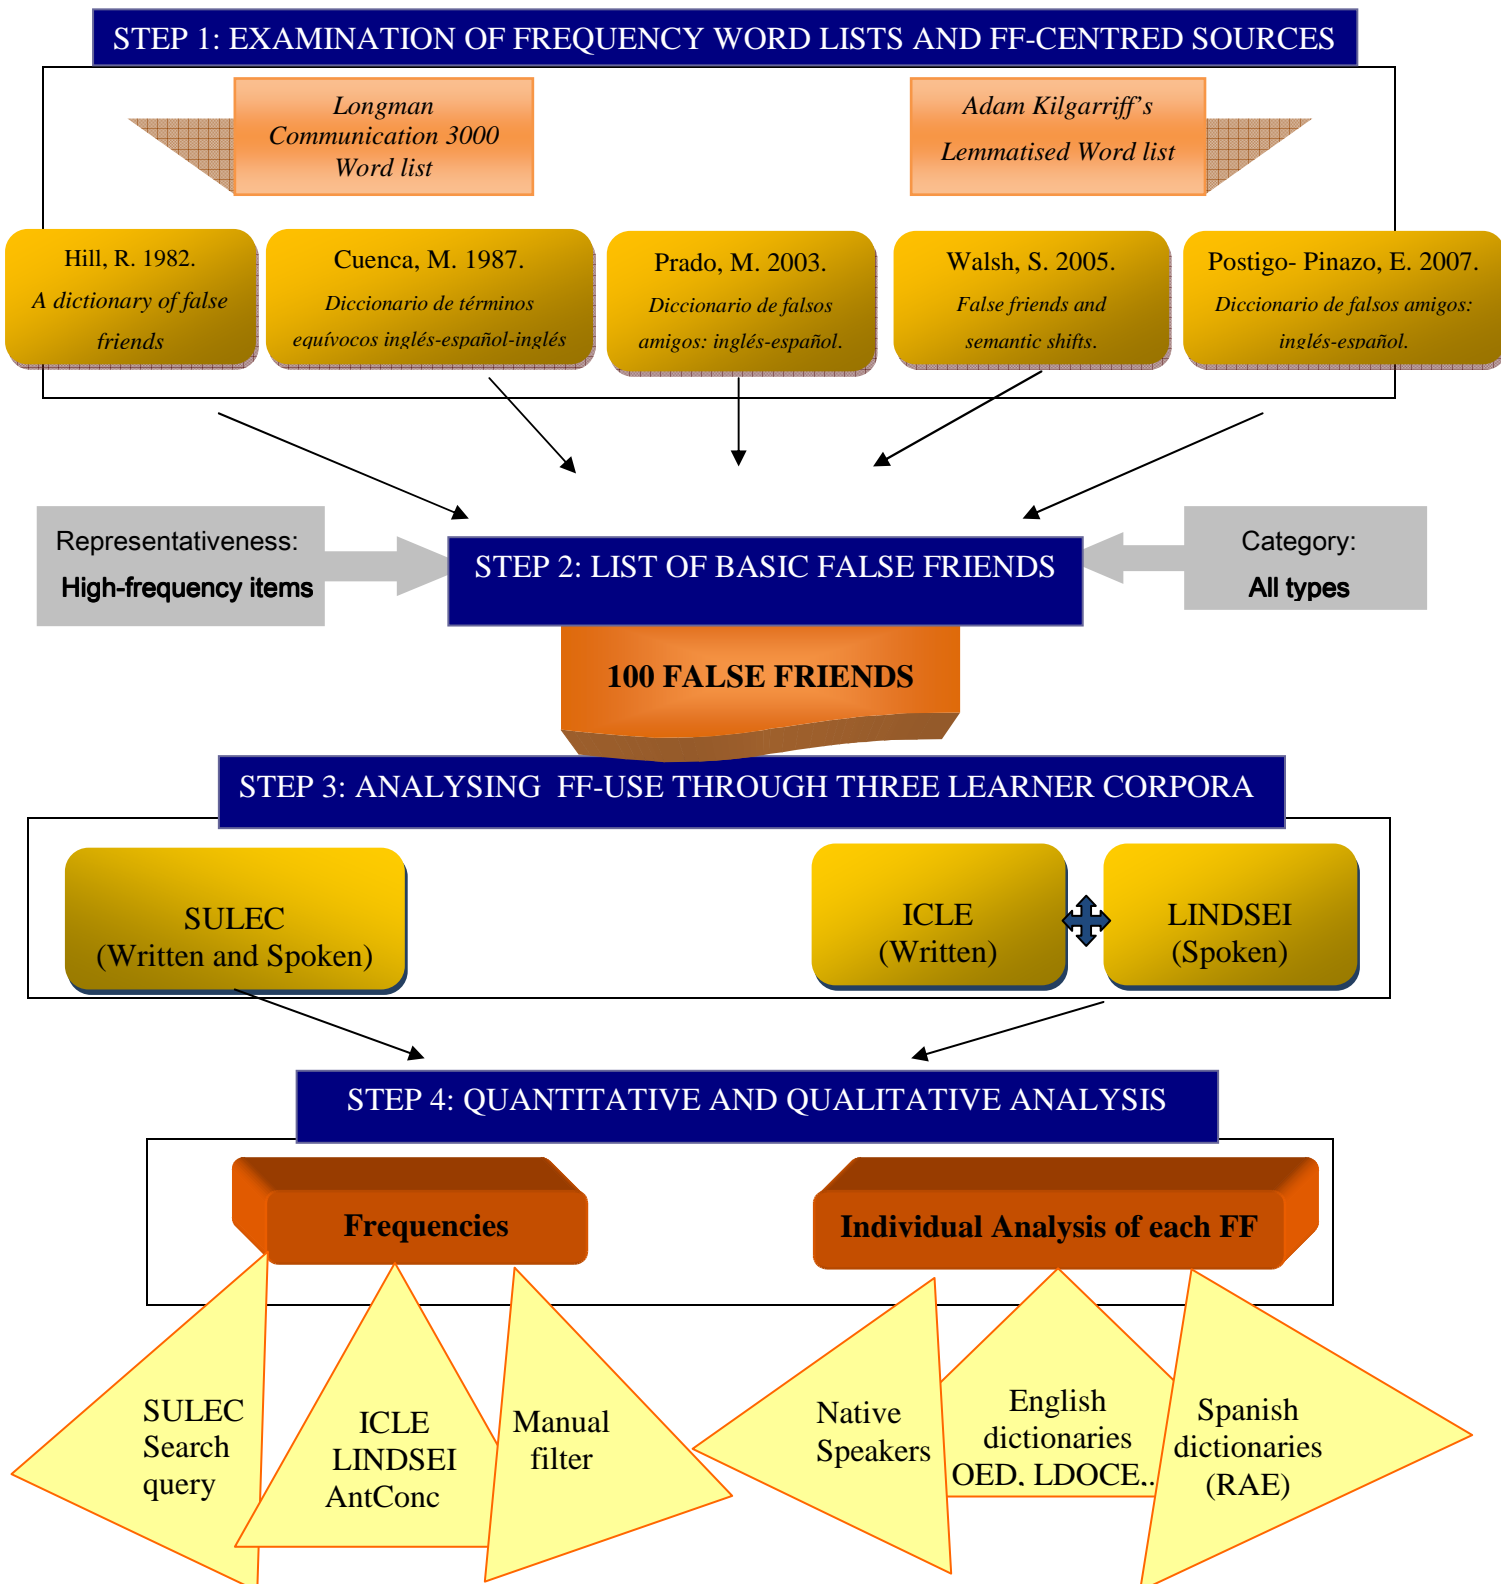 STEP 1: EXAMINATION OF FREQUENCY WORD LISTS AND FF-CENTRED SOURCES
Longman
Communication 3000
Word list
Adam Kilgarriff's
Lemmatised Word list
Hill, R. 1982.
A dictionary of false
friends
Cuenca, M. 1987.
Diccionario de términos
equívocos inglés-español-inglés
Prado, M. 2003.
Diccionario de falsos
amigos: inglés-español.
Walsh, S. 2005.
False friends and
semantic shifts.
Postigo- Pinazo, E. 2007.
Diccionario de falsos amigos:
inglés-español.
Representativeness:
High-frequency items
STEP 2: LIST OF BASIC FALSE FRIENDS
Category:
All types
100 FALSE FRIENDS
STEP 3: ANALYSING FF-USE THROUGH THREE LEARNER CORPORA
SULEC
(Written and Spoken)
ICLE
(Written)
LINDSEI
(Spoken)
STEP 4: QUANTITATIVE AND QUALITATIVE ANALYSIS
Frequencies
Individual Analysis of each FF
SULEC
Search
query
ICLE
LINDSEI
AntConc
Manual
filter
Native
Speakers
English
dictionaries
OED, LDOCE,..
Spanish
dictionaries
(RAE)